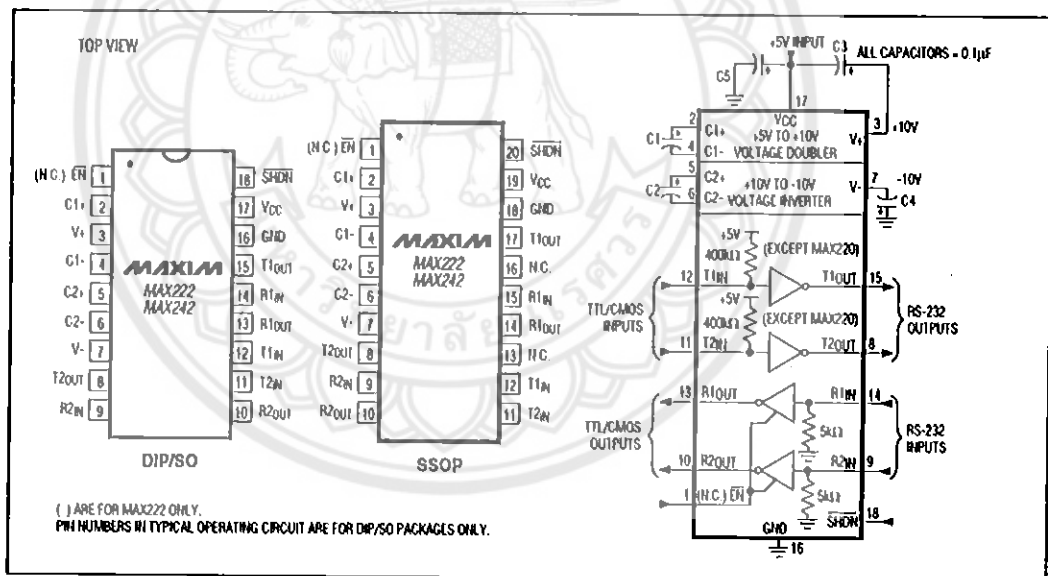 TOP VIEW
(N.C.) EN 1
C1+ 2
V+ 3
C1- 4
C2+ 5
C2- 6
V- 7
T2OUT 8
R2IN 9
18 SHDN
17 VCC
16 GND
15 T1OUT
14 R1IN
13 R1OUT
12 T1IN
11 T2IN
10 R2OUT
MAXIM
MAX222
MAX242
DIP/SO
(N.C.) EN 1
C1+ 2
V+ 3
C1- 4
C2+ 5
C2- 6
V- 7
T2OUT 8
R2IN 9
R2OUT 10
20 SHDN
19 VCC
18 GND
17 T1OUT
16 N.C.
15 R1IN
14 R1OUT
13 N.C.
12 T1IN
11 T2IN
MAXIM
MAX222
MAX242
SSOP
( ) ARE FOR MAX222 ONLY.
PIN NUMBERS IN TYPICAL OPERATING CIRCUIT ARE FOR DIP/SO PACKAGES ONLY.
+5V INPUT
C3
ALL CAPACITORS = 0.1µF
C5
17
VCC
2
C1+
+5V TO +10V
3
+10V
C1
V+
4
C1-
VOLTAGE DOUBLER
5
C2+
+10V TO -10V
7
-10V
C2
V-
C4
6
C2-
VOLTAGE INVERTER
+5V
400kΩ
(EXCEPT MAX220)
12
T1IN
T1OUT
15
TTL/CMOS
INPUTS
+5V
400kΩ
(EXCEPT MAX220)
RS-232
OUTPUTS
11
T2IN
T2OUT
8
13
R1OUT
R1IN
14
TTL/CMOS
OUTPUTS
5kΩ
RS-232
INPUTS
10
R2OUT
R2IN
9
1
(N.C.) EN
5kΩ
SHDN
18
GND
16